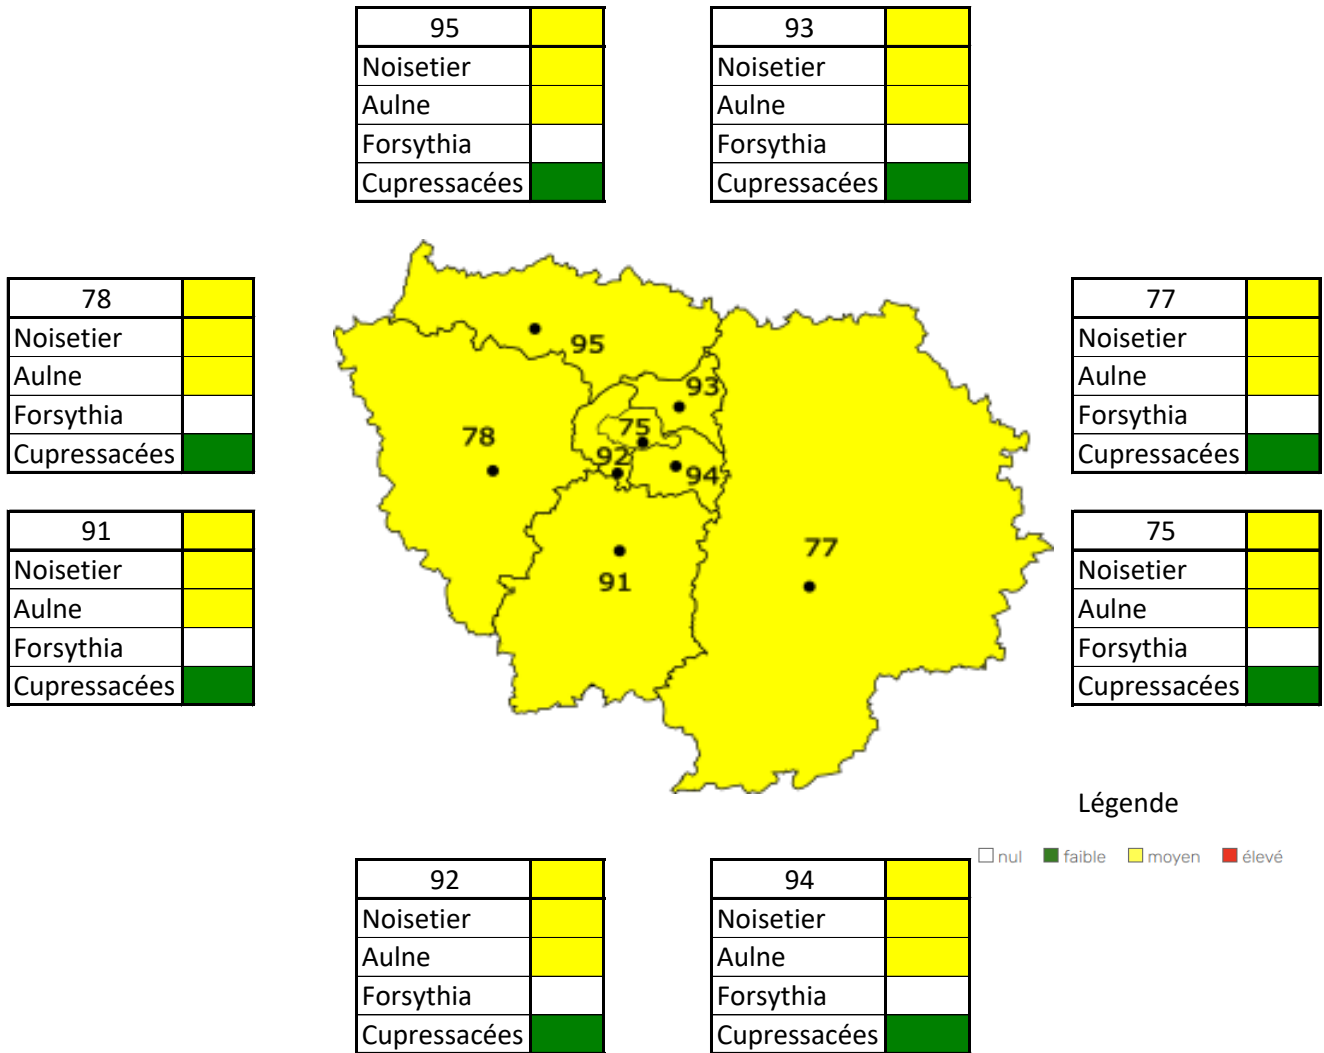 95
Noisetier
Aulne
Forsythia
Cupressacées
93
Noisetier
Aulne
Forsythia
Cupressacées
78
Noisetier
Aulne
Forsythia
Cupressacées
91
Noisetier
Aulne
Forsythia
Cupressacées
95
93
75
78
92
94
77
91
77
Noisetier
Aulne
Forsythia
Cupressacées
75
Noisetier
Aulne
Forsythia
Cupressacées
Légende
nul faible moyen élevé
92
Noisetier
Aulne
Forsythia
Cupressacées
94
Noisetier
Aulne
Forsythia
Cupressacées